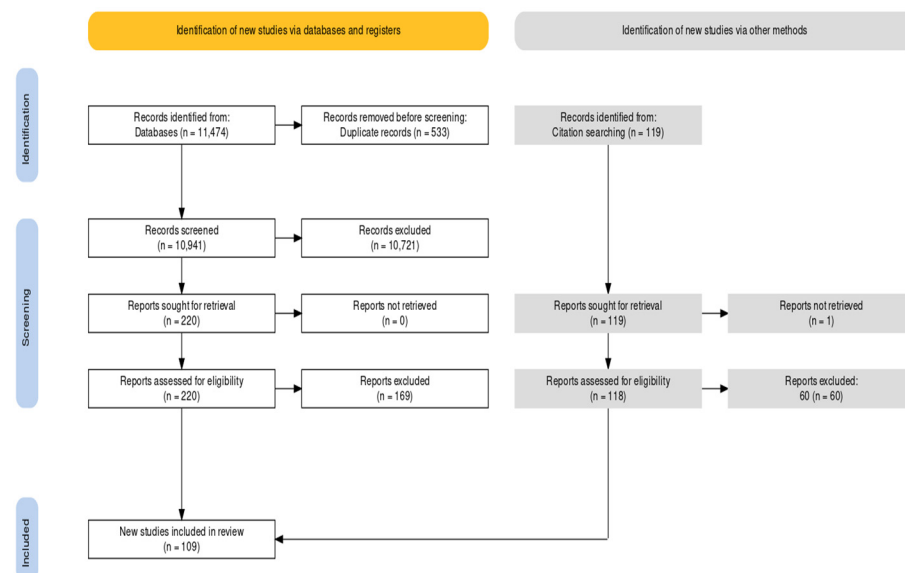 Identification of new studies via databases and registers
Identification of new studies via other methods
Identification
Records identified from:
Databases (n = 11,474)
Records removed before screening:
Duplicate records (n = 533)
Records identified from:
Citation searching (n = 119)
Screening
Records screened
(n = 10,941)
Records excluded
(n = 10,721)
Reports sought for retrieval
(n = 220)
Reports not retrieved
(n = 0)
Reports sought for retrieval
(n = 119)
Reports not retrieved
(n = 1)
Reports assessed for eligibility
(n = 220)
Reports excluded
(n = 169)
Reports assessed for eligibility
(n = 118)
Reports excluded:
60 (n = 60)
Included
New studies included in review
(n = 109)